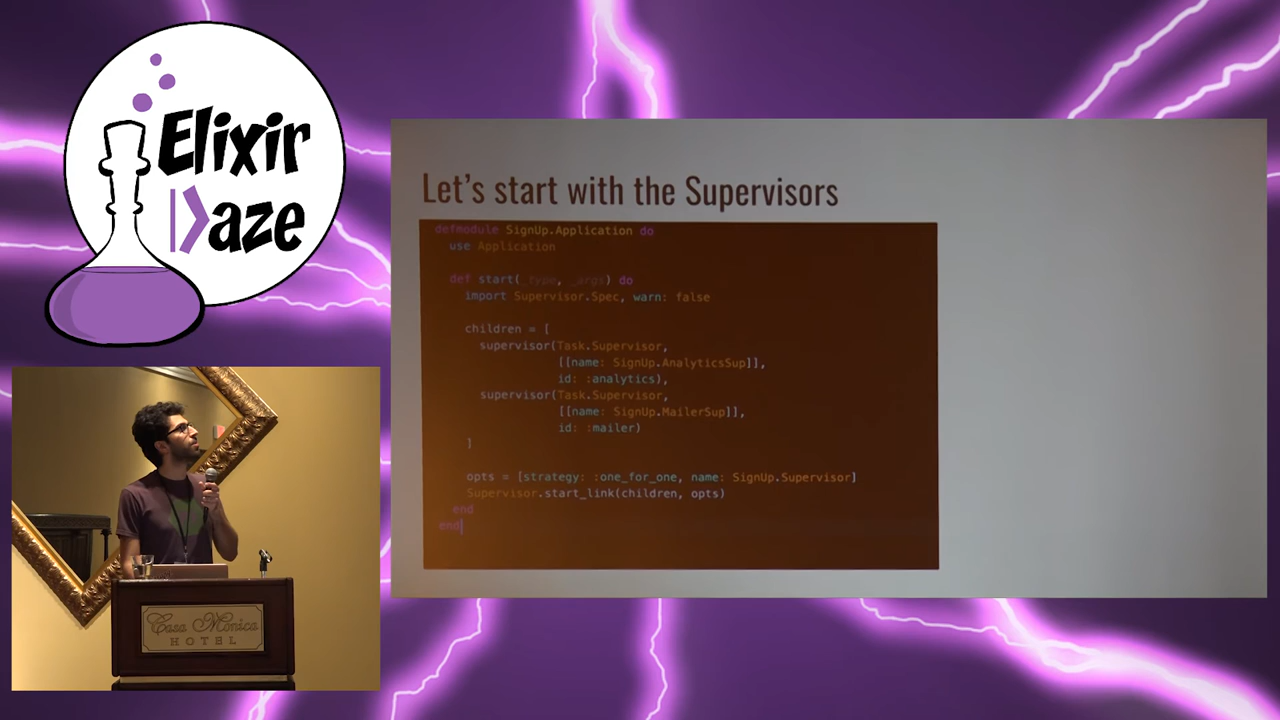 Elixir
|>aze
Let's start with the Supervisors
defmodule SignUp.Application do
use Application
def start(_type, _args) do
import Supervisor.Spec, warn: false
children = [
supervisor(Task.Supervisor,
[[name: SignUp.AnalyticsSup]],
id: :analytics),
supervisor(Task.Supervisor,
[[name: SignUp.MailerSup]],
id: :mailer)
]
opts = [strategy: :one_for_one, name: SignUp.Supervisor]
Supervisor.start_link(children, opts)
end
end
Casa Monica
HOTEL